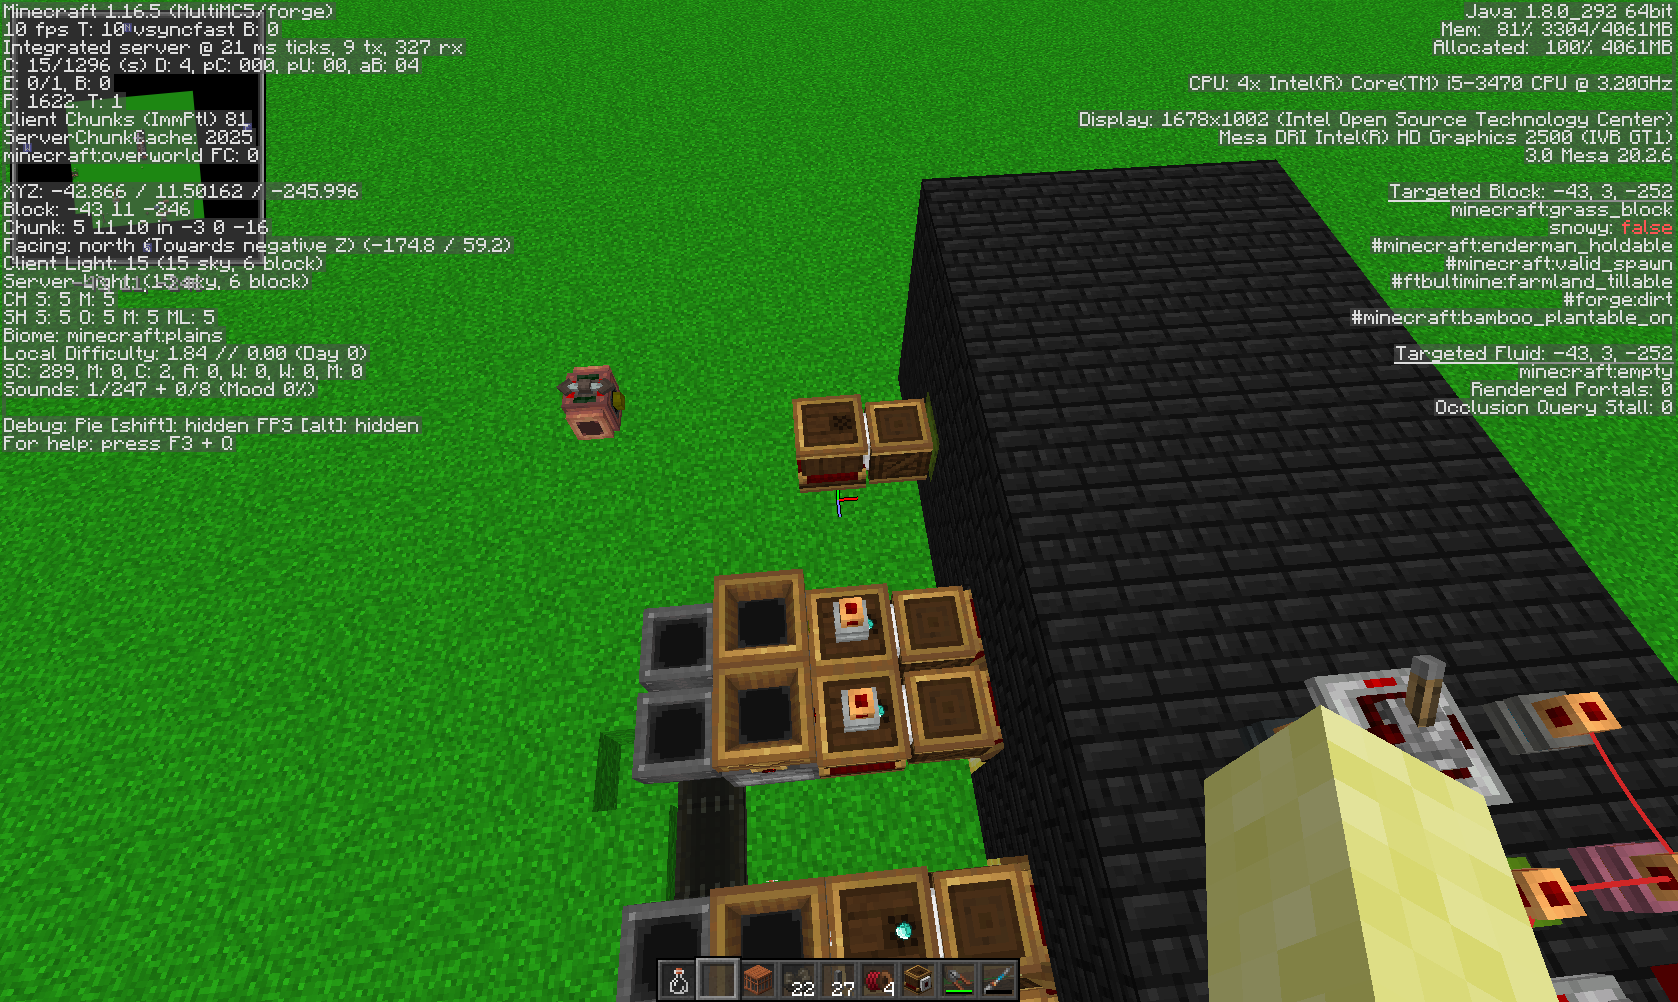 Minecraft 1.16.5 (MultiMC5/forge)
10 fps T: 10 vsyncfast B: 0
Integrated server @ 21 ms ticks, 9 tx, 327 rx
C: 15/1296 (s) D: 4, pC: 000, pU: 00, aB: 04
E: 0/1, B: 0
P: 1622. T: 1
Client Chunks (ImmPtl) 81
ServerChunkCache: 2025
minecraft:overworld FC: 0
XYZ: -42.866 / 11.50162 / -245.996
Block: -43 11 -246
Chunk: 5 11 10 in -3 0 -16
Facing: north (Towards negative Z) (-174.8 / 59.2)
Client Light: 15 (15 sky, 6 block)
Server Light: (15 sky, 6 block)
CH S: 5 M: 5
SH S: 5 O: 5 M: 5 ML: 5
Biome: minecraft:plains
Local Difficulty: 1.84 // 0.00 (Day 0)
SC: 289, M: 0, C: 2, A: 0, W: 0, W: 0, M: 0
Sounds: 1/247 + 0/8 (Mood 0%)
Debug: Pie [shift]: hidden FPS [alt]: hidden
For help: press F3 + Q
Java: 1.8.0_292 64bit
Mem: 81% 3304/4061MB
Allocated: 100% 4061MB
CPU: 4x Intel(R) Core(TM) i5-3470 CPU @ 3.20GHz
Display: 1678x1002 (Intel Open Source Technology Center)
Mesa DRI Intel(R) HD Graphics 2500 (IVB GT1)
3.0 Mesa 20.2.6
Targeted Block: -43, 3, -252
minecraft:grass_block
snowy: false
#minecraft:enderman_holdable
#minecraft:valid_spawn
#ftbultimine:farmland_tillable
#forge:dirt
#minecraft:bamboo_plantable_on
Targeted Fluid: -43, 3, -252
minecraft:empty
Rendered Portals: 0
Occlusion Query Stall: 0
22 27 4